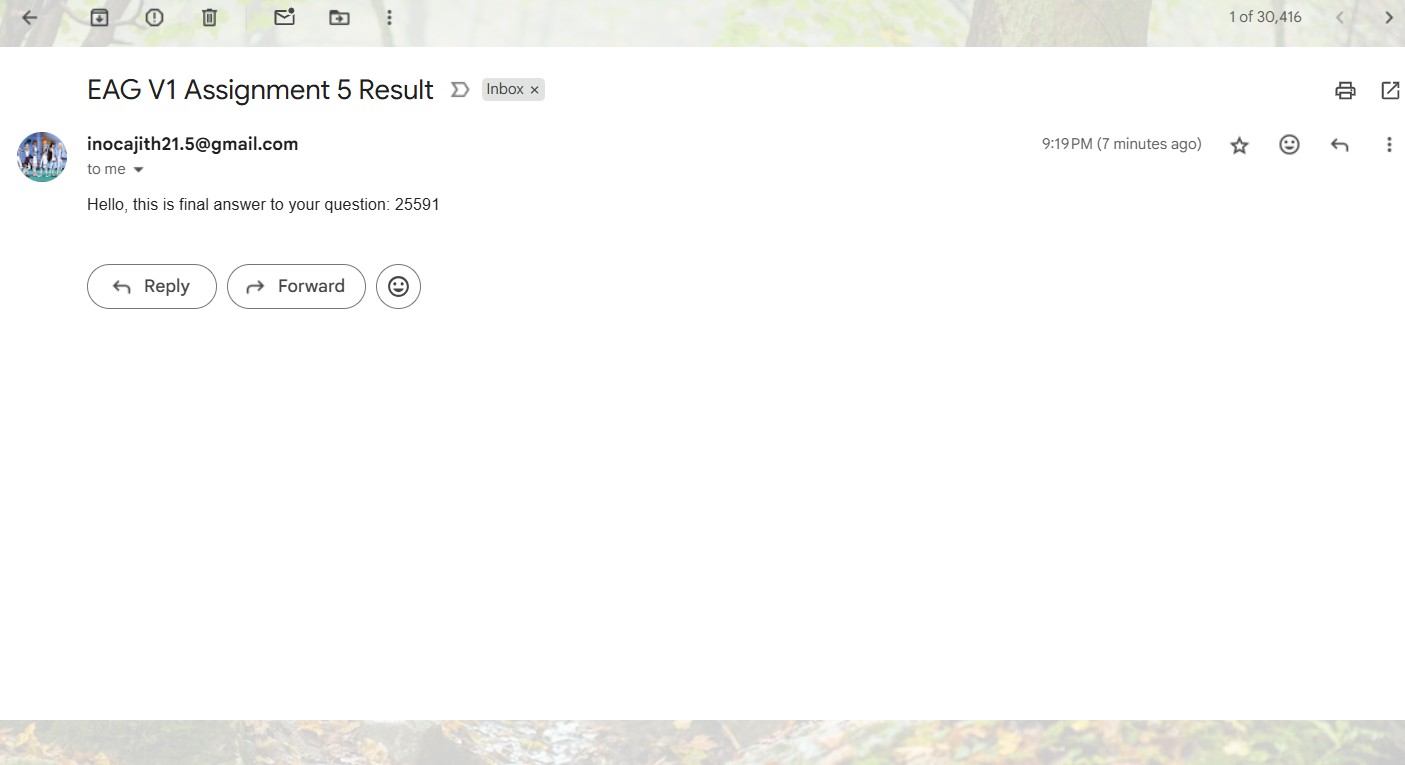 1 of 30,416
EAG V1 Assignment 5 Result
Inbox ×
inocajith21.5@gmail.com
9:19 PM (7 minutes ago)
to me
Hello, this is final answer to your question: 25591
Reply
Forward